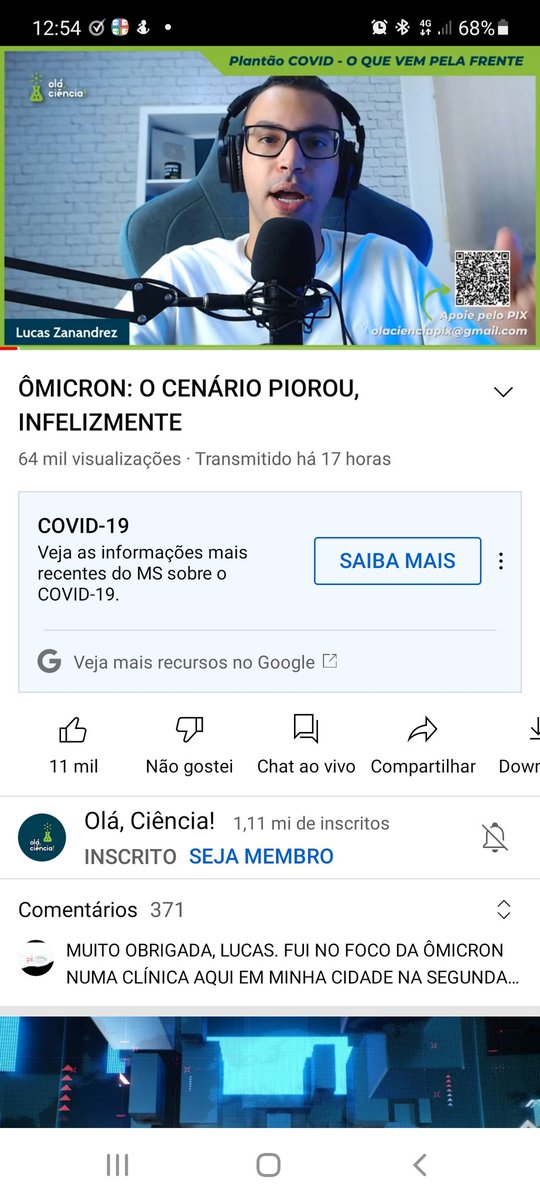 12:54
4G
68%
Plantão COVID - O QUE VEM PELA FRENTE
olá,
ciência!
Lucas Zanandrez
Apoie pelo PIX
olacienciapix@gmail.com
ÔMICRON: O CENÁRIO PIOROU,
INFELIZMENTE
64 mil visualizações · Transmitido há 17 horas
COVID-19
Veja as informações mais
recentes do MS sobre o
COVID-19.
SAIBA MAIS
Veja mais recursos no Google
11 mil
Não gostei
Chat ao vivo
Compartilhar
Down
olá,
ciência!
Olá, Ciência! 1,11 mi de inscritos
INSCRITO SEJA MEMBRO
Comentários 371
MUITO OBRIGADA, LUCAS. FUI NO FOCO DA ÔMICRON
NUMA CLÍNICA AQUI EM MINHA CIDADE NA SEGUNDA...